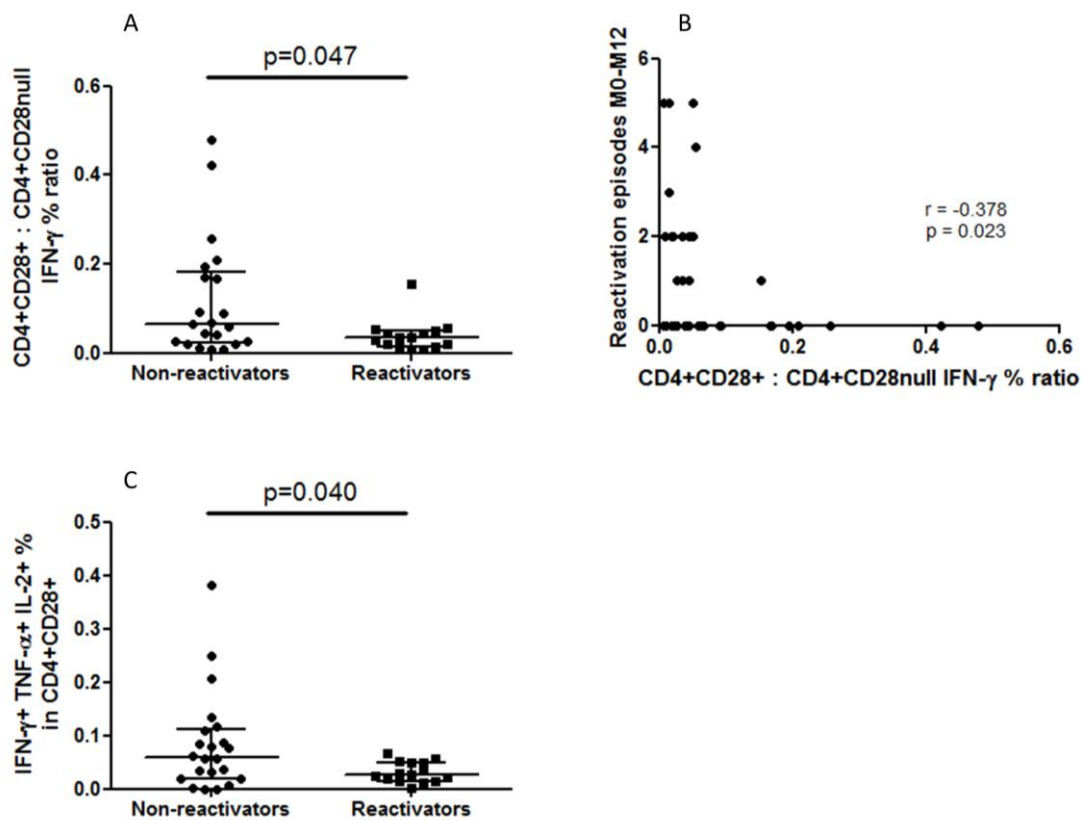 A
p=0.047
CD4+CD28+ : CD4+CD28null
IFN-γ % ratio
0.6
0.4
0.2
0.0
Non-reactivators Reactivators
B
Reactivation episodes M0-M12
6
4
2
0
r = -0.378
p = 0.023
0.0 0.2 0.4 0.6
CD4+CD28+ : CD4+CD28null IFN-γ % ratio
C
p=0.040
IFN-γ+ TNF-α+ IL-2+ %
in CD4+CD28+
0.5
0.4
0.3
0.2
0.1
0.0
Non-reactivators Reactivators